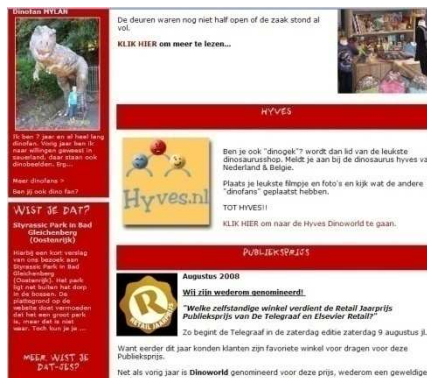 Dinofan MYLAN
Ik ben 7 jaar en al heel lang
dinofan. Vorig jaar ben ik
naar willingen geweest in
sauerland, daar staan ook
dinobeelden. Erg...
Meer dinofans >
Ben jij ook dino fan?
WIST JE DAT?
Styrassic Park in Bad
Gleichenberg
(Oostenrijk)
Hierbij een kort verslag
van ons bezoek aan
Styrassic Park in Bad
Gleichenberg
(Oostenrijk). Het park
ligt net buiten het dorp
in de bossen. De
plattegrond op de
website doet vermoeden
dat het een groot park
is, maar dat is niet
waar. Toch kun je je ...
MEER WIST JE
DAT-JES?
De deuren waren nog niet half open of de zaak stond al
vol.
KLIK HIER om meer te lezen...
HYVES
Hyves.nl
Ben je ook "dinogek"? wordt dan lid van de leukste
dinosaurusshop. Meldt je aan bij de dinosaurus hyves va
Nederland & Belgie.
Plaats je leukste filmpje en foto's en kijk wat de andere
"dinofans" geplaatst hebben.
TOT HYVES!!
KLIK HIER om naar de Hyves Dinoworld te gaan.
PUBLIEKSPRIJS
RETAIL JAARPRIJS
Augustus 2008
Wij zijn wederom genomineerd!
"Welke zelfstandige winkel verdient de Retail Jaarprijs
Publieksprijs van De Telegraaf en Elsevier Retail?"
Zo begint de Telegraaf in de zaterdag editie zaterdag 9 augustus jl.
Want eerder dit jaar konden klanten zijn favoriete winkel voor dragen voor deze
Publieksprijs.
Net als vorig jaar is Dinoworld genomineerd voor deze prijs, wederom een geweldige